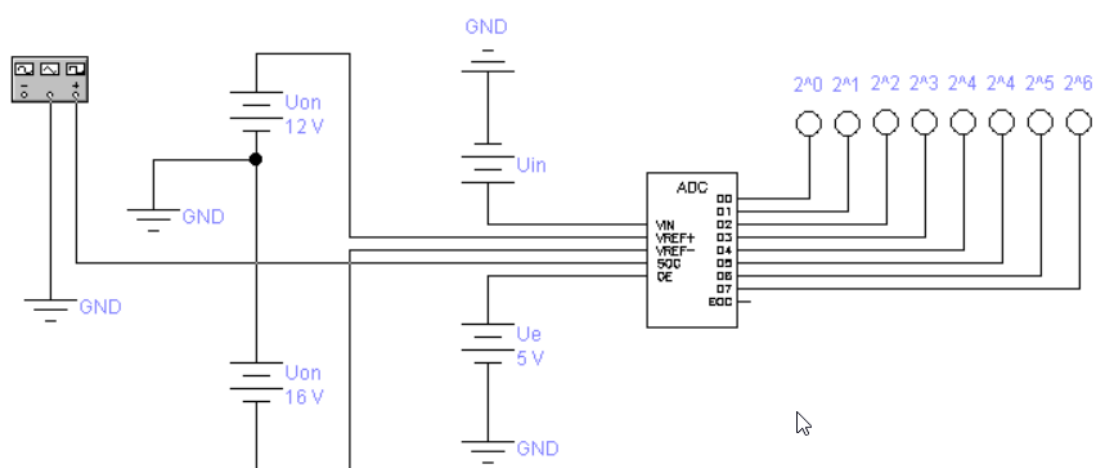 GND
2^0 2^1 2^2 2^3 2^4 2^4 2^5 2^6
Uon
12 V
Uin
GND
GND
Ue
5 V
Uon
16 V
GND
ADC
D0
D1
VIN D2
VREF+ D3
VREF- D4
SOC D5
OE D6
D7
EOC
GND